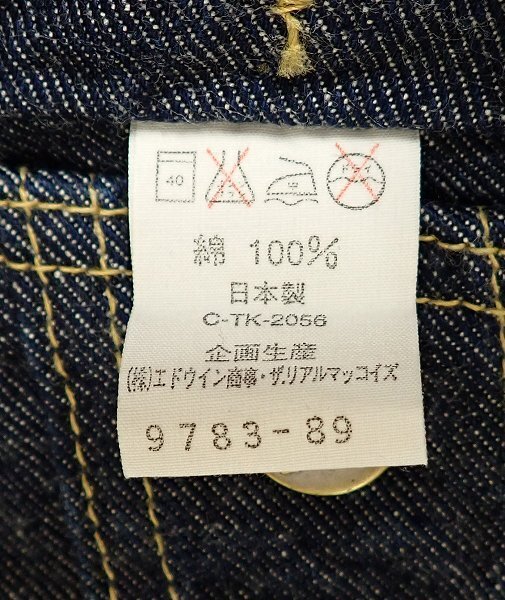 40
綿 100%
日本製
C-TK-2056
企画生産
(株)エドウイン商事・ザ.リアルマッコイズ
9783-89